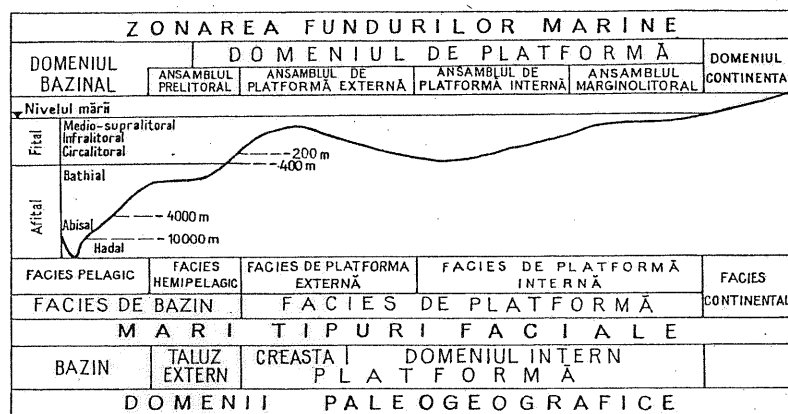 ZONAREA FUNDURILOR MARINE
DOMENIUL BAZINAL
DOMENIUL DE PLATFORMĂ
DOMENIUL CONTINENTAL
ANSAMBLUL PRELITORAL
ANSAMBLUL DE PLATFORMĂ EXTERNĂ
ANSAMBLUL DE PLATFORMĂ INTERNĂ
ANSAMBLUL MARGINOLITORAL
Nivelul mării
Fital
Medio-supralitoral
Infralitoral
Circalitoral
-200 m
-400 m
Afital
Bathial
-4000 m
Abisal
-10000 m
Hadal
FACIES PELAGIC
FACIES HEMIPELAGIC
FACIES DE PLATFORMA EXTERNĂ
FACIES DE PLATFORMĂ INTERNĂ
FACIES CONTINENTAL
FACIES DE BAZIN
FACIES DE PLATFORMĂ
MARI TIPURI FACIALE
BAZIN
TALUZ EXTERN
CREASTA
DOMENIUL INTERN
PLATFORMĂ
DOMENII PALEOGEOGRAFICE